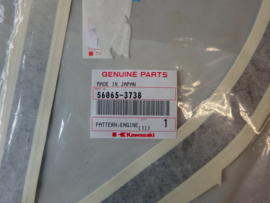 GENUINE PARTS
MADE IN JAPAN
56065-3738
PATTERN,ENGINE
1
Kawasaki